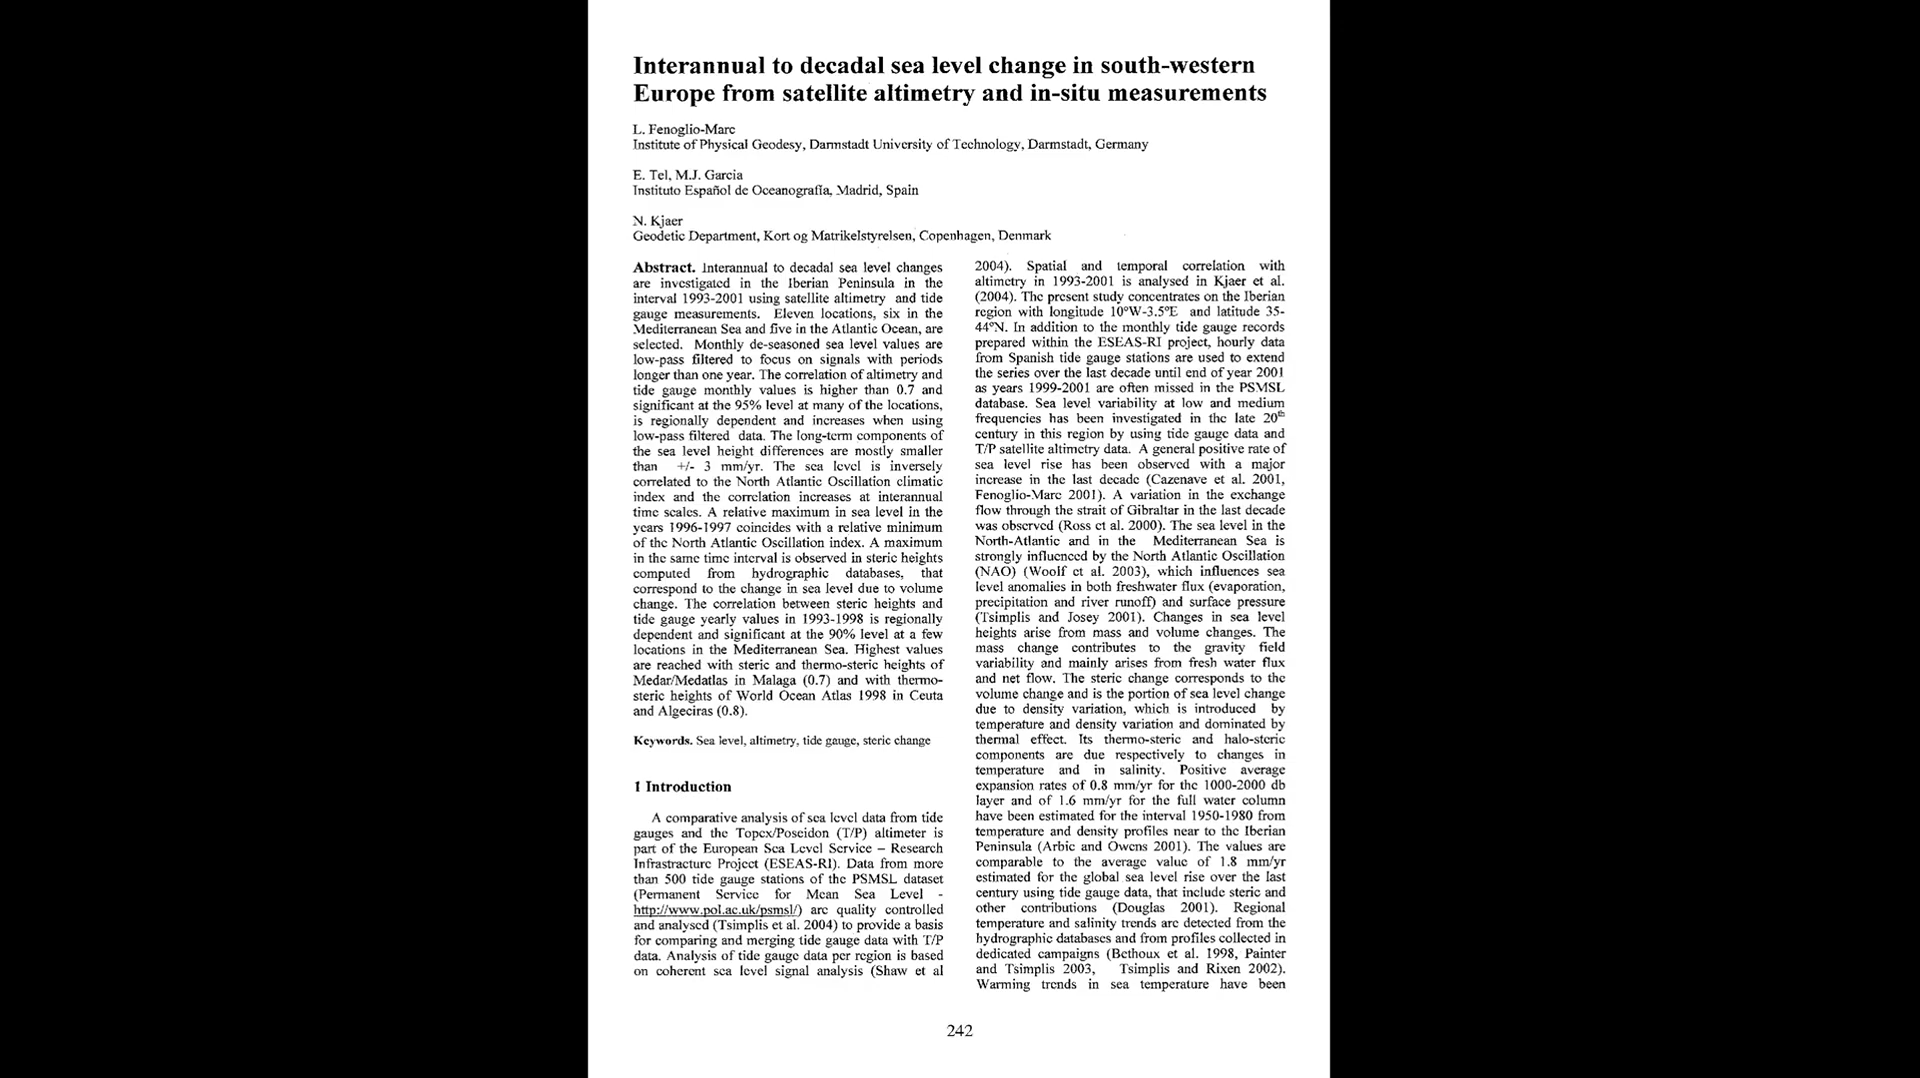 Interannual to decadal sea level change in south-western
Europe from satellite altimetry and in-situ measurements
L. Fenoglio-Marc
Institute of Physical Geodesy, Darmstadt University of Technology, Darmstadt, Germany
E. Tel, M.J. Garcia
Instituto Español de Oceanografía, Madrid, Spain
N. Kjaer
Geodetic Department, Kort og Matrikelstyrelsen, Copenhagen, Denmark
Abstract. Interannual to decadal sea level changes
are investigated in the Iberian Peninsula in the
interval 1993-2001 using satellite altimetry and tide
gauge measurements. Eleven locations, six in the
Mediterranean Sea and five in the Atlantic Ocean, are
selected. Monthly de-seasoned sea level values are
low-pass filtered to focus on signals with periods
longer than one year. The correlation of altimetry and
tide gauge monthly values is higher than 0.7 and
significant at the 95% level at many of the locations,
is regionally dependent and increases when using
low-pass filtered data. The long-term components of
the sea level height differences are mostly smaller
than +/- 3 mm/yr. The sea level is inversely
correlated to the North Atlantic Oscillation climatic
index and the correlation increases at interannual
time scales. A relative maximum in sea level in the
years 1996-1997 coincides with a relative minimum
of the North Atlantic Oscillation index. A maximum
in the same time interval is observed in steric heights
computed from hydrographic databases, that
correspond to the change in sea level due to volume
change. The correlation between steric heights and
tide gauge yearly values in 1993-1998 is regionally
dependent and significant at the 90% level at a few
locations in the Mediterranean Sea. Highest values
are reached with steric and thermo-steric heights of
Medar/Medatlas in Malaga (0.7) and with thermo-
steric heights of World Ocean Atlas 1998 in Ceuta
and Algeciras (0.8).
Keywords. Sea level, altimetry, tide gauge, steric change
1 Introduction
A comparative analysis of sea level data from tide
gauges and the Topex/Poseidon (T/P) altimeter is
part of the European Sea Level Service – Research
Infrastracture Project (ESEAS-RI). Data from more
than 500 tide gauge stations of the PSMSL dataset
(Permanent Service for Mean Sea Level -
http://www.pol.ac.uk/psmsl/) are quality controlled
and analysed (Tsimplis et al. 2004) to provide a basis
for comparing and merging tide gauge data with T/P
data. Analysis of tide gauge data per region is based
on coherent sea level signal analysis (Shaw et al
2004). Spatial and temporal correlation with
altimetry in 1993-2001 is analysed in Kjaer et al.
(2004). The present study concentrates on the Iberian
region with longitude 10°W-3.5°E and latitude 35-
44°N. In addition to the monthly tide gauge records
prepared within the ESEAS-RI project, hourly data
from Spanish tide gauge stations are used to extend
the series over the last decade until end of year 2001
as years 1999-2001 are often missed in the PSMSL
database. Sea level variability at low and medium
frequencies has been investigated in the late 20th
century in this region by using tide gauge data and
T/P satellite altimetry data. A general positive rate of
sea level rise has been observed with a major
increase in the last decade (Cazenave et al. 2001,
Fenoglio-Marc 2001). A variation in the exchange
flow through the strait of Gibraltar in the last decade
was observed (Ross et al. 2000). The sea level in the
North-Atlantic and in the Mediterranean Sea is
strongly influenced by the North Atlantic Oscillation
(NAO) (Woolf et al. 2003), which influences sea
level anomalies in both freshwater flux (evaporation,
precipitation and river runoff) and surface pressure
(Tsimplis and Josey 2001). Changes in sea level
heights arise from mass and volume changes. The
mass change contributes to the gravity field
variability and mainly arises from fresh water flux
and net flow. The steric change corresponds to the
volume change and is the portion of sea level change
due to density variation, which is introduced by
temperature and density variation and dominated by
thermal effect. Its thermo-steric and halo-steric
components are due respectively to changes in
temperature and in salinity. Positive average
expansion rates of 0.8 mm/yr for the 1000-2000 db
layer and of 1.6 mm/yr for the full water column
have been estimated for the interval 1950-1980 from
temperature and density profiles near to the Iberian
Peninsula (Arbic and Owens 2001). The values are
comparable to the average value of 1.8 mm/yr
estimated for the global sea level rise over the last
century using tide gauge data, that include steric and
other contributions (Douglas 2001). Regional
temperature and salinity trends are detected from the
hydrographic databases and from profiles collected in
dedicated campaigns (Bethoux et al. 1998, Painter
and Tsimplis 2003, Tsimplis and Rixen 2002).
Warming trends in sea temperature have been
242